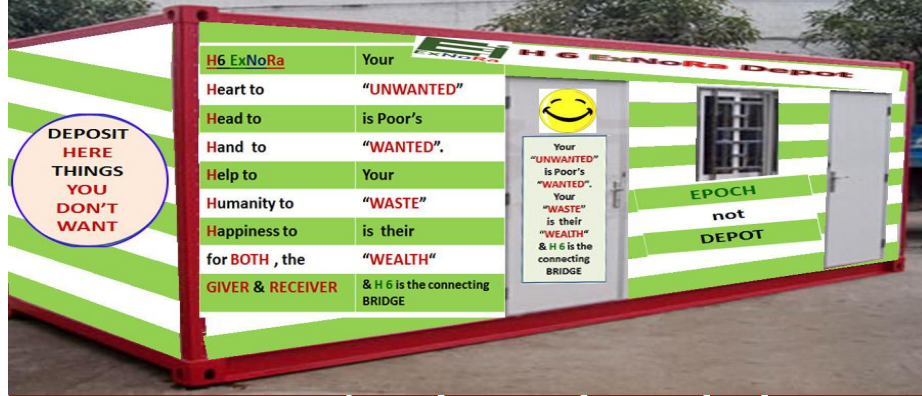 DEPOSIT
HERE
THINGS
YOU
DON'T
WANT
H6 ExNoRa Your
Heart to “UNWANTED”
Head to is Poor’s
Hand to “WANTED”.
Help to Your
Humanity to “WASTE”
Happiness to is their
for BOTH , the “WEALTH“
GIVER & RECEIVER & H 6 is the connecting
BRIDGE
ExNoRa
H 6 ExNoRa Depot
Your
“UNWANTED”
is Poor’s
“WANTED”.
Your
“WASTE”
is their
“WEALTH“
& H 6 is the
connecting
BRIDGE
EPOCH
not
DEPOT